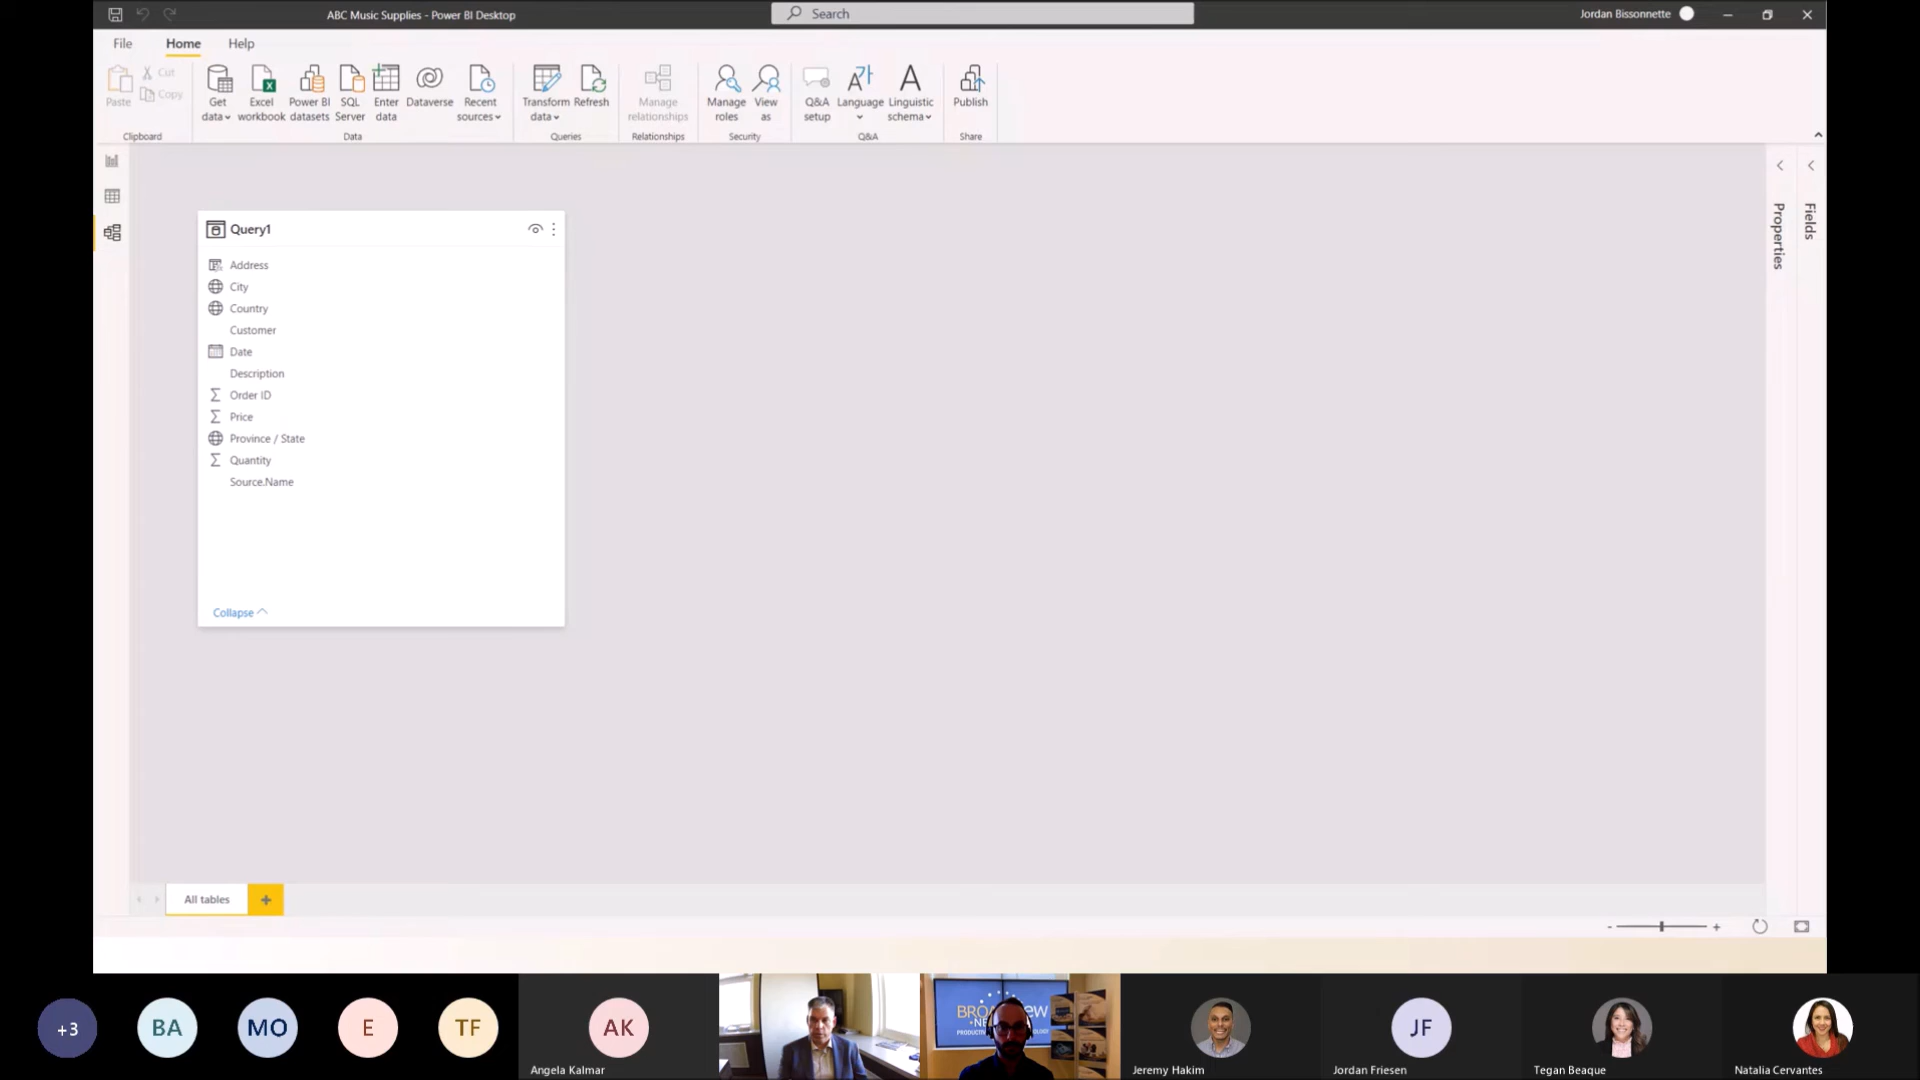 ABC Music Supplies - Power BI Desktop
Search
Jordan Bissonnette
File Home Help
Paste
Cut
Copy
Clipboard
Get data
Excel workbook
Power BI datasets
SQL Server
Enter data
Dataverse
Recent sources
Data
Transform data
Refresh
Queries
Manage relationships
Relationships
Manage roles
View as
Security
Q&A setup
Language
Linguistic schema
Q&A
Publish
Share
Query1
Address
City
Country
Customer
Date
Description
Order ID
Price
Province / State
Quantity
Source.Name
Collapse
Properties
Fields
All tables
+3
BA
MO
E
TF
AK
Angela Kalmar
Jeremy Hakim
JF
Jordan Friesen
Tegan Beaque
Natalia Cervantes